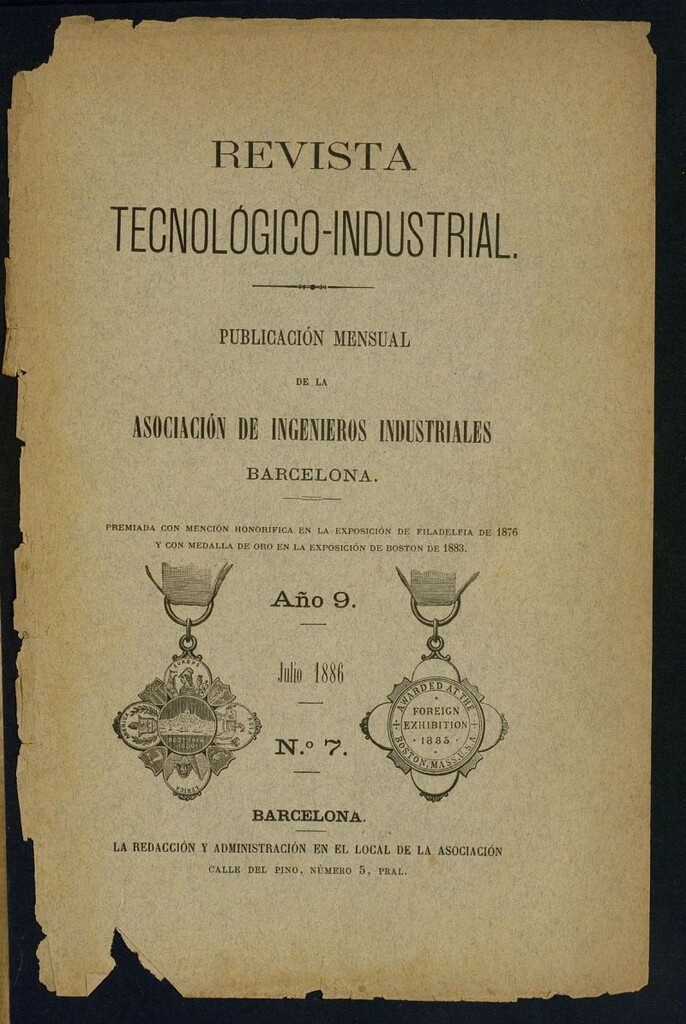 REVISTA
TECNOLÓGICO-INDUSTRIAL.
PUBLICACIÓN MENSUAL
DE LA
ASOCIACIÓN DE INGENIEROS INDUSTRIALES
BARCELONA.
PREMIADA CON MENCIÓN HONORÍFICA EN LA EXPOSICIÓN DE FILADELFIA DE 1876
Y CON MEDALLA DE ORO EN LA EXPOSICIÓN DE BOSTON DE 1883.
Año 9.
Julio 1886
N.º 7.
EUROPE
ASIA
AFRICA
AWARDED AT THE
FOREIGN
EXHIBITION
· 1883 ·
BOSTON, MASS. U.S.A.
BARCELONA.
LA REDACCIÓN Y ADMINISTRACIÓN EN EL LOCAL DE LA ASOCIACIÓN
CALLE DEL PINO, NÚMERO 5, PRAL.